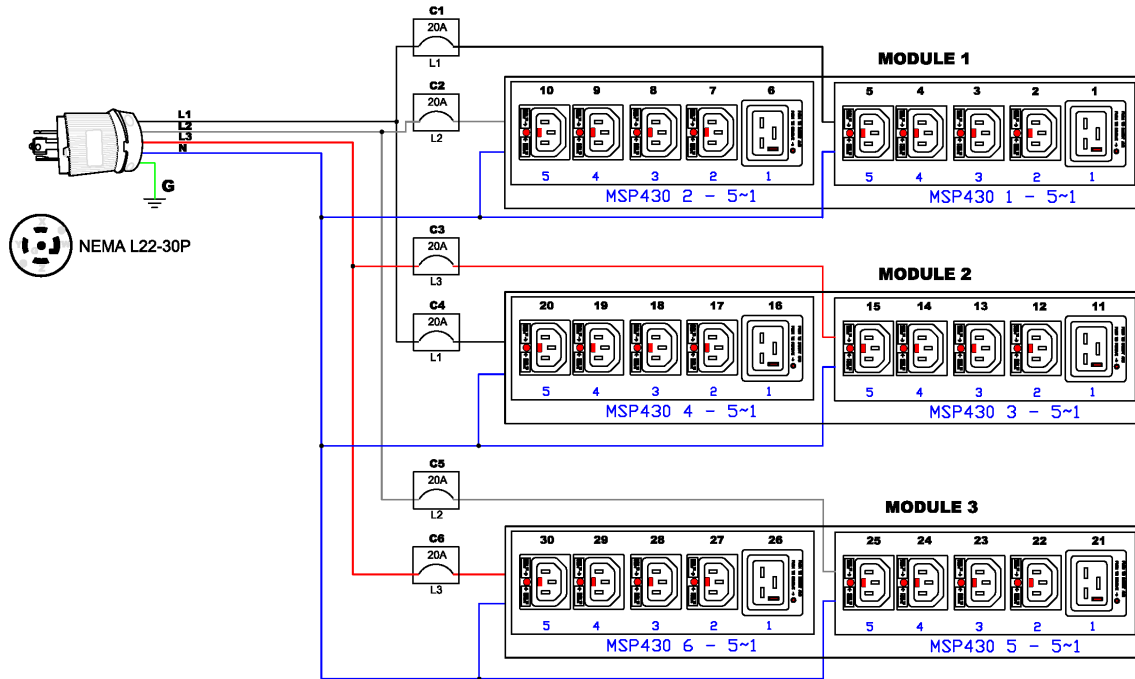 C1
20A
L1
MODULE 1
C2
20A
L2
10 9 8 7 6 5 4 3 2 1
L1
L2
L3
N
G
5 4 3 2 1 5 4 3 2 1
MSP430 2 - 5~1 MSP430 1 - 5~1
NEMA L22-30P
C3
20A
L3
MODULE 2
C4
20A
L1
20 19 18 17 16 15 14 13 12 11
5 4 3 2 1 5 4 3 2 1
MSP430 4 - 5~1 MSP430 3 - 5~1
C5
20A
L2
MODULE 3
C6
20A
L3
30 29 28 27 26 25 24 23 22 21
5 4 3 2 1 5 4 3 2 1
MSP430 6 - 5~1 MSP430 5 - 5~1